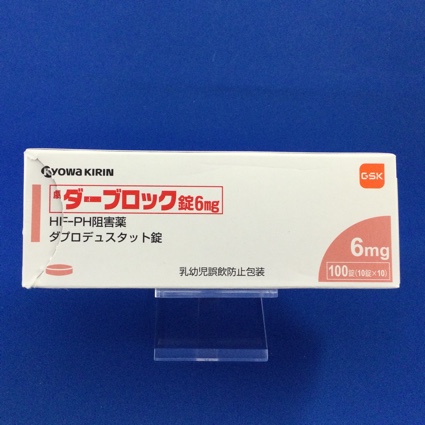 KYOWA KIRIN
GSK
ダーブロック錠6mg
HIF-PH阻害薬
ダプロデュスタット錠
6mg
100錠(10錠×10)
乳幼児誤飲防止包装